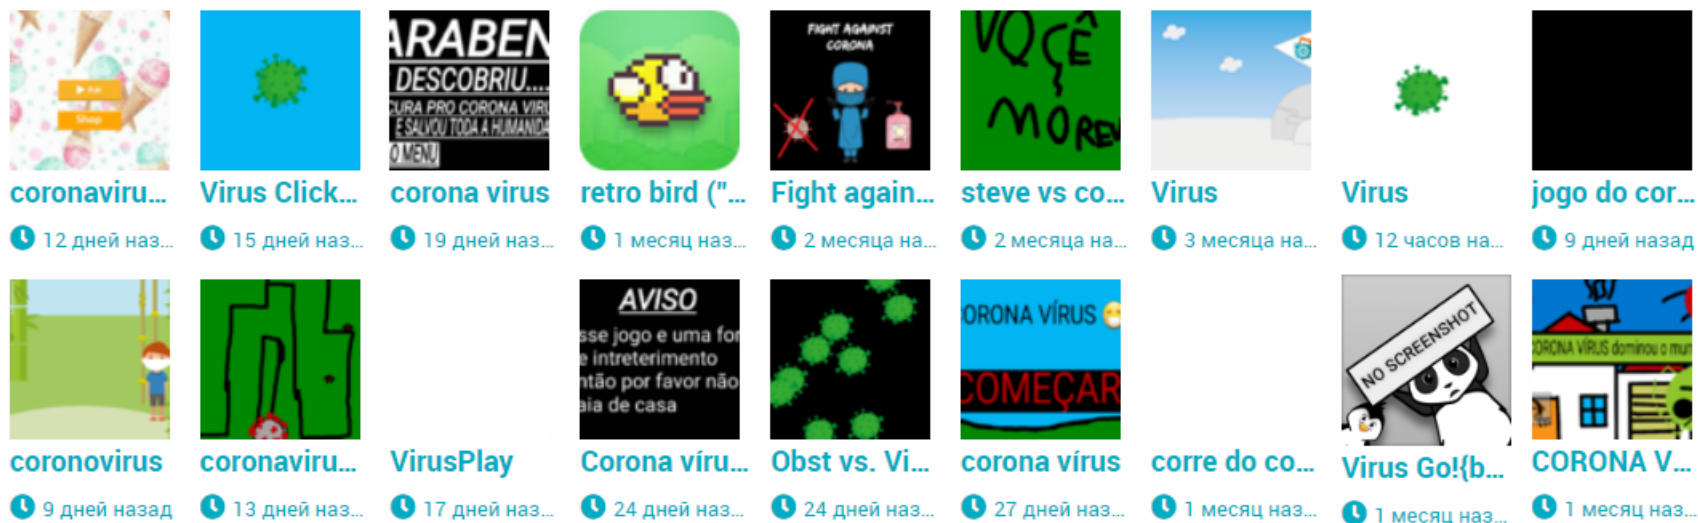 Shop
ARABEN
DESCOBRIU....
CURA PRO CORONA VIRU
E SALVOU TODA A HUMANIDA
O MENU
FIGHT AGAINST
CORONA
VOÇÊ
MORREU
coronaviru...
Virus Click...
corona virus
retro bird ("...
Fight again...
steve vs co...
Virus
Virus
jogo do cor...
12 дней наз...
15 дней наз...
19 дней наз...
1 месяц наз...
2 месяца на...
2 месяца на...
3 месяца на...
12 часов на...
9 дней назад
AVISO
sse jogo e uma for
e intreterimento
ntão por favor não
aia de casa
ORONA VÍRUS
COMEÇAR
NO SCREENSHOT
CORONA VÍRUS dominou o mun
coronovirus
coronaviru...
VirusPlay
Corona víru...
Obst vs. Vi...
corona vírus
corre do co...
Virus Go!{b...
CORONA V...
9 дней назад
13 дней наз...
17 дней наз...
24 дней наз...
24 дней наз...
27 дней наз...
1 месяц наз...
1 месяц наз...
1 месяц наз...